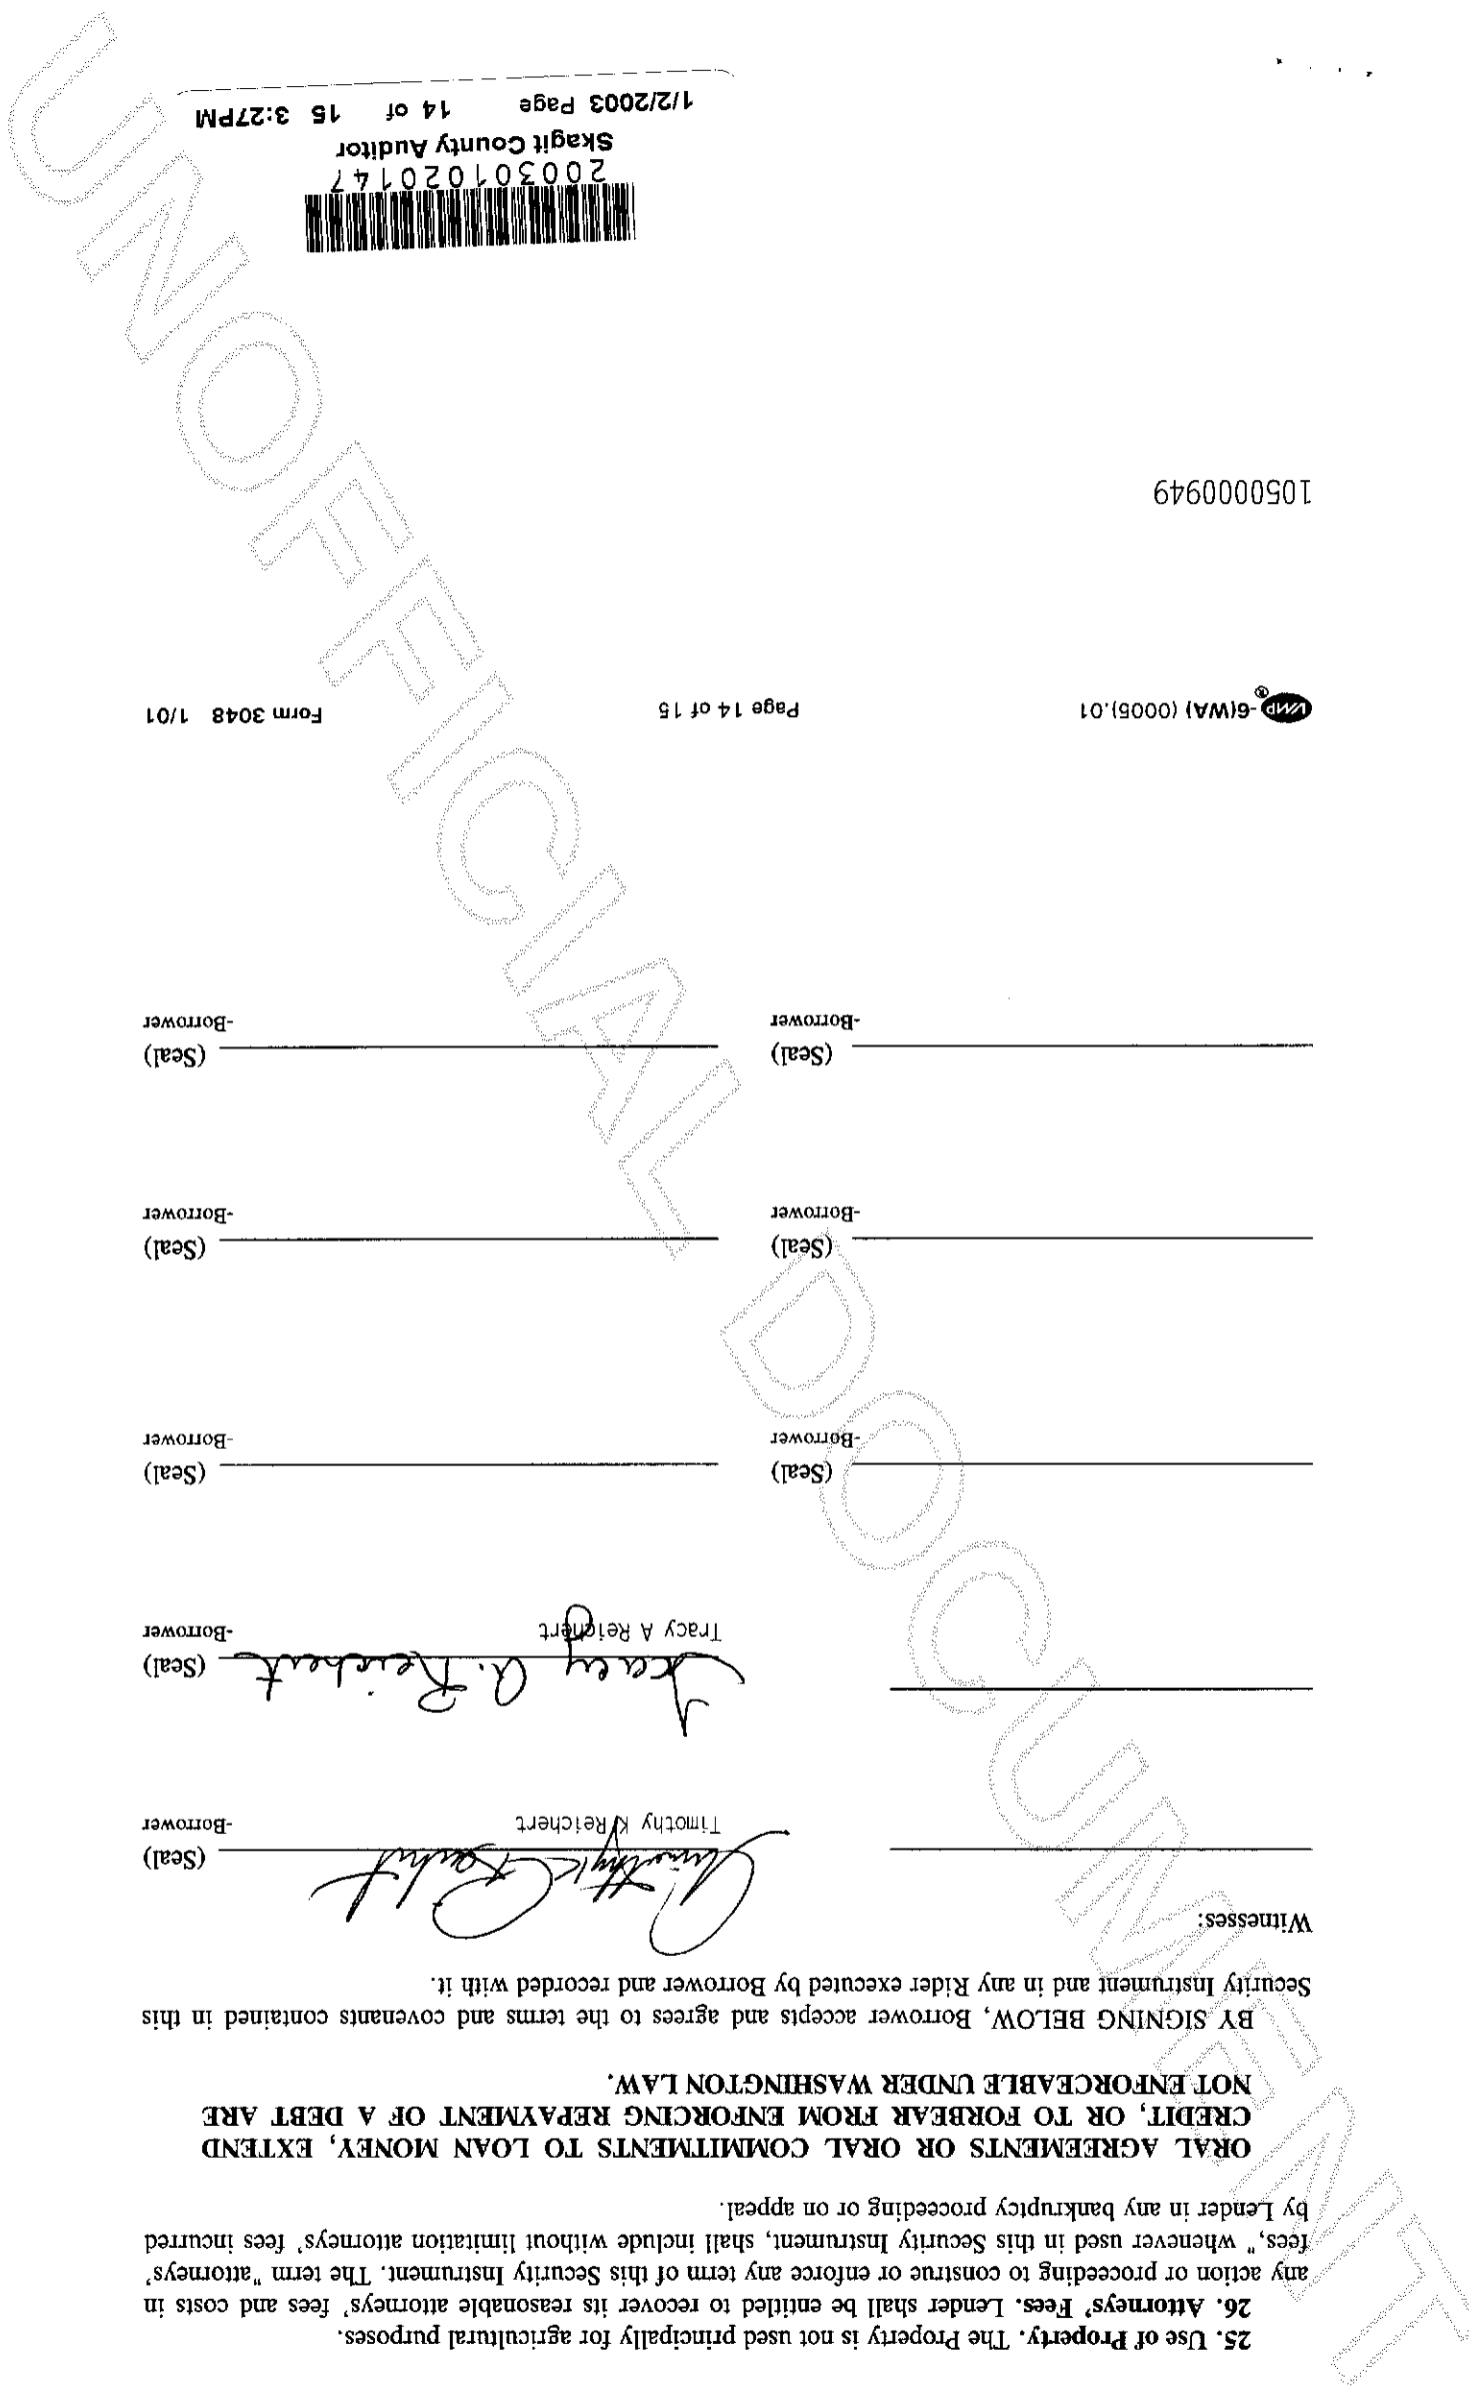 25. Use of Property. The Property is not used principally for agricultural purposes.
26. Attorneys' Fees. Lender shall be entitled to recover its reasonable attorneys' fees and costs in
any action or proceeding to construe or enforce any term of this Security Instrument. The term "attorneys'
fees," whenever used in this Security Instrument, shall include without limitation attorneys' fees incurred
by Lender in any bankruptcy proceeding or on appeal.
ORAL AGREEMENTS OR ORAL COMMITMENTS TO LOAN MONEY, EXTEND
CREDIT, OR TO FORBEAR FROM ENFORCING REPAYMENT OF A DEBT ARE
NOT ENFORCEABLE UNDER WASHINGTON LAW.
BY SIGNING BELOW, Borrower accepts and agrees to the terms and covenants contained in this
Security Instrument and in any Rider executed by Borrower and recorded with it.
Witnesses:
Timothy K Reichert (Seal)
Timothy K Reichert -Borrower
Tracy A. Reichert (Seal)
Tracy A Reichert -Borrower
(Seal) (Seal)
-Borrower -Borrower
(Seal) (Seal)
-Borrower -Borrower
(Seal) (Seal)
-Borrower -Borrower
VMP®-6(WA) (0005).01 Page 14 of 15 Form 3048 1/01
1050000949
200301020147
Skagit County Auditor
1/2/2003 Page 14 of 15 3:27PM
UNOFFICIAL DOCUMENT